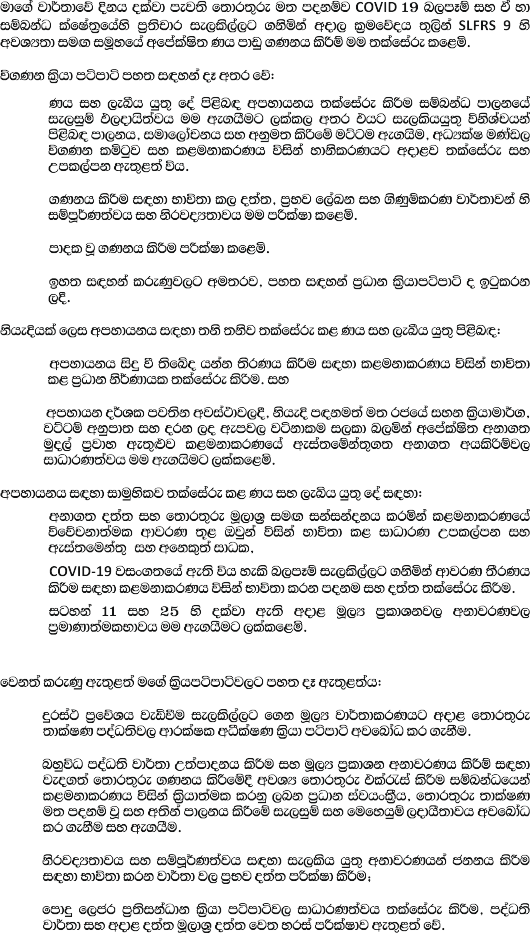 මාගේ වාර්තාවේ දිනය දක්වා පැවති තොරතුරු මත පදනම්ව COVID 19 බලපෑම් සහ ඒ හා
සම්බන්ධ ක්ෂේත්‍රයේහි ප්‍රතිචාර සැලකිල්ලට ගනිමින් අදාල ක්‍රමවේදය තුලින් SLFRS 9 හි
අවශ්‍යතා සමඟ සමූහයේ අපේක්ෂිත ණය පාඩු ගණනය කිරීම් මම තක්සේරු කළෙමි.
විගණන ක්‍රියා පටිපාටි පහත සඳහන් දෑ අතර වේ:
ණය සහ ලැබිය යුතු දේ පිළිබඳ අපහායනය තක්සේරු කිරීම සම්බන්ධ පාලනයේ
සැලසුම් ඵලදායිත්වය මම ඇගයීමට ලක්කල අතර එයට සැලකියයුතු විනිශ්චයන්
පිළිබඳ පාලනය, සමාලෝචනය සහ අනුමත කිරීමේ මට්ටම ඇගයිම, අධ්‍යක්ෂ මණ්ඩල
විගණන කමිටුව සහ කළමනාකරණය විසින් හානිකරණයට අදාළව තක්සේරු සහ
උපකල්පන ඇතුළත් විය.
ගණනය කිරීම සඳහා භාවිතා කල දත්ත, ප්‍රභව ලේඛන සහ ගිණුම්කරණ වාර්තාවන් හි
සම්පූර්ණත්වය සහ නිරවද්‍යතාවය මම පරික්ෂා කළෙමි.
පාදක වූ ගණනය කිරීම පරික්ෂා කළෙමි.
ඉහත සඳහන් කරුණුවලට අමතරව, පහත සඳහන් ප්‍රධාන ක්‍රියාපටිපාටි ද ඉටුකරන
ලදී.
නියැදියක් ලෙස අපහායනය සඳහා තනි තනිව තක්සේරු කළ ණය සහ ලැබිය යුතු පිළිබඳ:
අපහායනය සිදු වී තිබේද යන්න තිරණය කිරීම සඳහා කළමනාකරණය විසින් භාවිතා
කළ ප්‍රධාන නිර්ණායක තක්සේරු කිරීම. සහ
අපහායන දර්ශක පවතින අවස්ථාවලදී, නියැදි පදනමත් මත රජයේ සහන ක්‍රියාමාර්ග,
වට්ටම් අනුපාත සහ දරන ලද ඇපවල වටිනාකම සලකා බලමින් අපේක්ෂිත අනාගත
මුදල් ප්‍රවාහ ඇතුළුව කළමනාකරණයේ ඇස්තමේන්තුගත අනාගත අයකිරීම්වල
සාධාරණත්වය මම ඇගයීමට ලක්කළෙමි.
අපහායනය සඳහා සාමුහිකව තක්සේරු කළ ණය සහ ලැබිය යුතු දේ සඳහා:
අනාගත දත්ත සහ තොරතුරු මූලාශ්‍ර සමඟ සන්සන්දනය කරමින් කළමනාකරණයේ
විවේචනාත්මක ආවරණ තුළ ඔවුන් විසින් භාවිතා කළ සාධාරණ උපකල්පන සහ
ඇස්තමෙන්තු සහ අනෙකුත් සාධක,
COVID-19 වසංගතයේ ඇති විය හැකි බලපෑම් සැලකිල්ලට ගනිමින් ආවරණ තීරණය
කිරීම සඳහා කළමනාකරණය විසින් භාවිතා කරන පදනම සහ දත්ත තක්සේරු කිරීම.
සටහන් 11 සහ 25 හි දක්වා ඇති අදාළ මූල්‍ය ප්‍රකාශනවල අනාවරණවල
ප්‍රමාණාත්මකභාවය මම ඇගයීමට ලක්කළෙමි.
වෙනත් කරුණු ඇතුළත් මගේ ක්‍රියපටිපාටිවලට පහත දෑ ඇතුළත්ය:
දුරස්ථ ප්‍රවේශය වැඩිවීම සැලකිල්ලට ගෙන මූල්‍ය වාර්තාකරණයට අදාළ තොරතුරු
තාක්ෂණ පද්ධතිවල ආරක්ෂක අධීක්ෂණ ක්‍රියා පටිපාටි අවබෝධ කර ගැනීම.
බහුවිධ පද්ධති වාර්තා උත්පාදනය කිරීම සහ මූල්‍ය ප්‍රකාශන අනාවරණය කිරීම් සඳහා
වැදගත් තොරතුරු ගණනය කිරීමේදී අවශ්‍ය තොරතුරු එක්රැස් කිරීම සම්බන්ධයෙන්
කළමනාකරණය විසින් ක්‍රියාත්මක කරනු ලබන ප්‍රධාන ස්වයංක්‍රීය, තොරතුරු තාක්ෂණ
මත පදනම් වූ සහ අතින් පාලනය කිරීමේ සැලසුම් සහ මෙහෙයුම් ලදායීතාවය අවබෝධ
කර ගැනීම සහ ඇගයීම.
නිරවද්‍යතාවය සහ සම්පූර්ණත්වය සඳහා සැලකිය යුතු අනාවරණයන් ජනනය කිරීම
සඳහා භාවිතා කරන වාර්තා වල ප්‍රභව දත්ත පරීක්ෂා කිරීම;
පොදු ලෙජර ප්‍රතිසන්ධාන ක්‍රියා පටිපාටිවල සාධාරණත්වය තක්සේරු කිරීම, පද්ධති
වාර්තා සහ අදාළ දත්ත මූලාශ්‍ර දත්ත වෙත හරස් පරීක්ෂාව ඇතුළත් වේ.